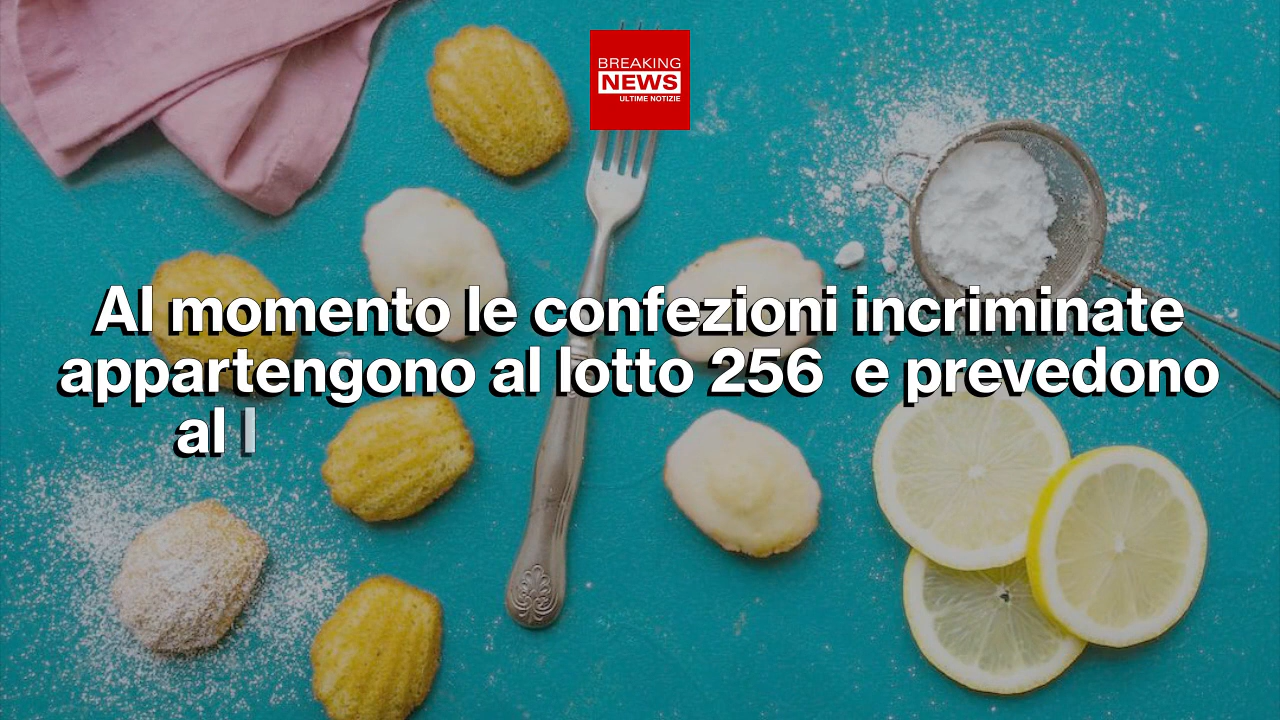 BREAKING
NEWS
ULTIME NOTIZIE
Al momento le confezioni incriminate
appartengono al lotto 256 e prevedono
al l